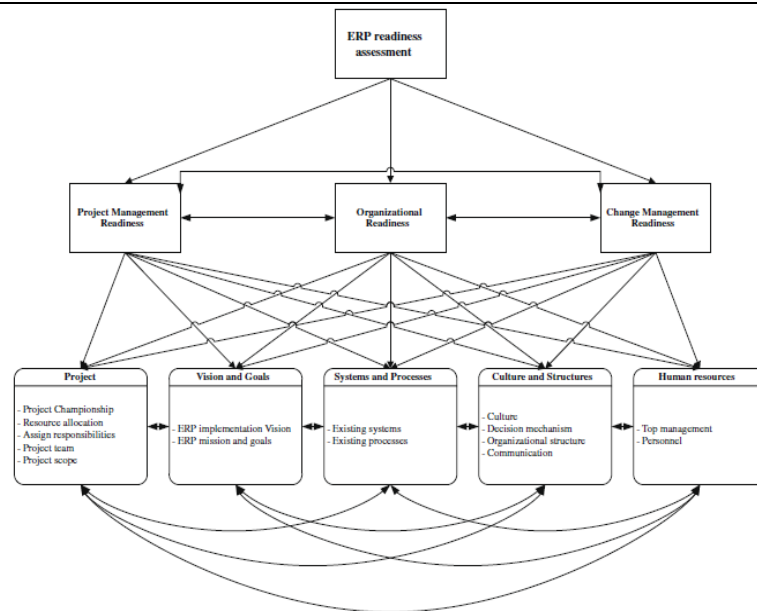 ERP readiness
assessment
Project Management
Readiness
Organizational
Readiness
Change Management
Readiness
Project
- Project Championship
- Resource allocation
- Assign responsibilities
- Project team
- Project scope
Vision and Goals
- ERP implementation Vision
- ERP mission and goals
Systems and Processes
- Existing systems
- Existing processes
Culture and Structures
- Culture
- Decision mechanism
- Organizational structure
- Communication
Human resources
- Top management
- Personnel